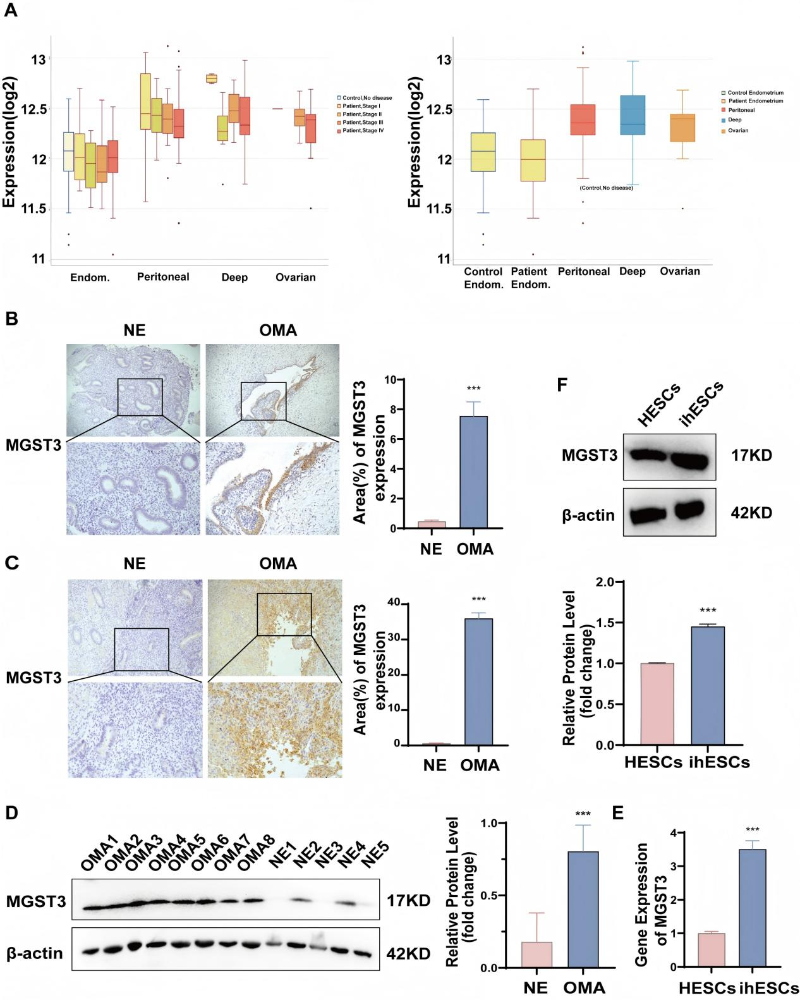 A
Expression(log2)
13
12.5
12
11.5
11
Endom.
Peritoneal
Deep
Ovarian
Control,No disease
Patient,Stage I
Patient,Stage II
Patient,Stage III
Patient,Stage IV
Expression(log2)
13
12.5
12
11.5
11
(Control,No disease)
Control
Endom.
Patient
Endom.
Peritoneal
Deep
Ovarian
Control Endometrium
Patient Endometrium
Peritoneal
Deep
Ovarian
B
NE
OMA
MGST3
Area(%) of MGST3
expression
10
8
6
4
2
0
***
NE
OMA
F
HESCs
ihESCs
MGST3
17KD
β-actin
42KD
Relative Protein Level
(fold change)
2.0
1.5
1.0
0.5
0.0
***
HESCs
ihESCs
C
NE
OMA
MGST3
Area(%) of MGST3
expression
40
30
20
10
0
***
NE
OMA
D
OMA1
OMA2
OMA3
OMA4
OMA5
OMA6
OMA7
OMA8
NE1
NE2
NE3
NE4
NE5
MGST3
17KD
β-actin
42KD
Relative Protein Level
(fold change)
1.0
0.5
0.0
***
NE
OMA
E
Gene Expression
of MGST3
4
3
2
1
0
***
HESCs
ihESCs